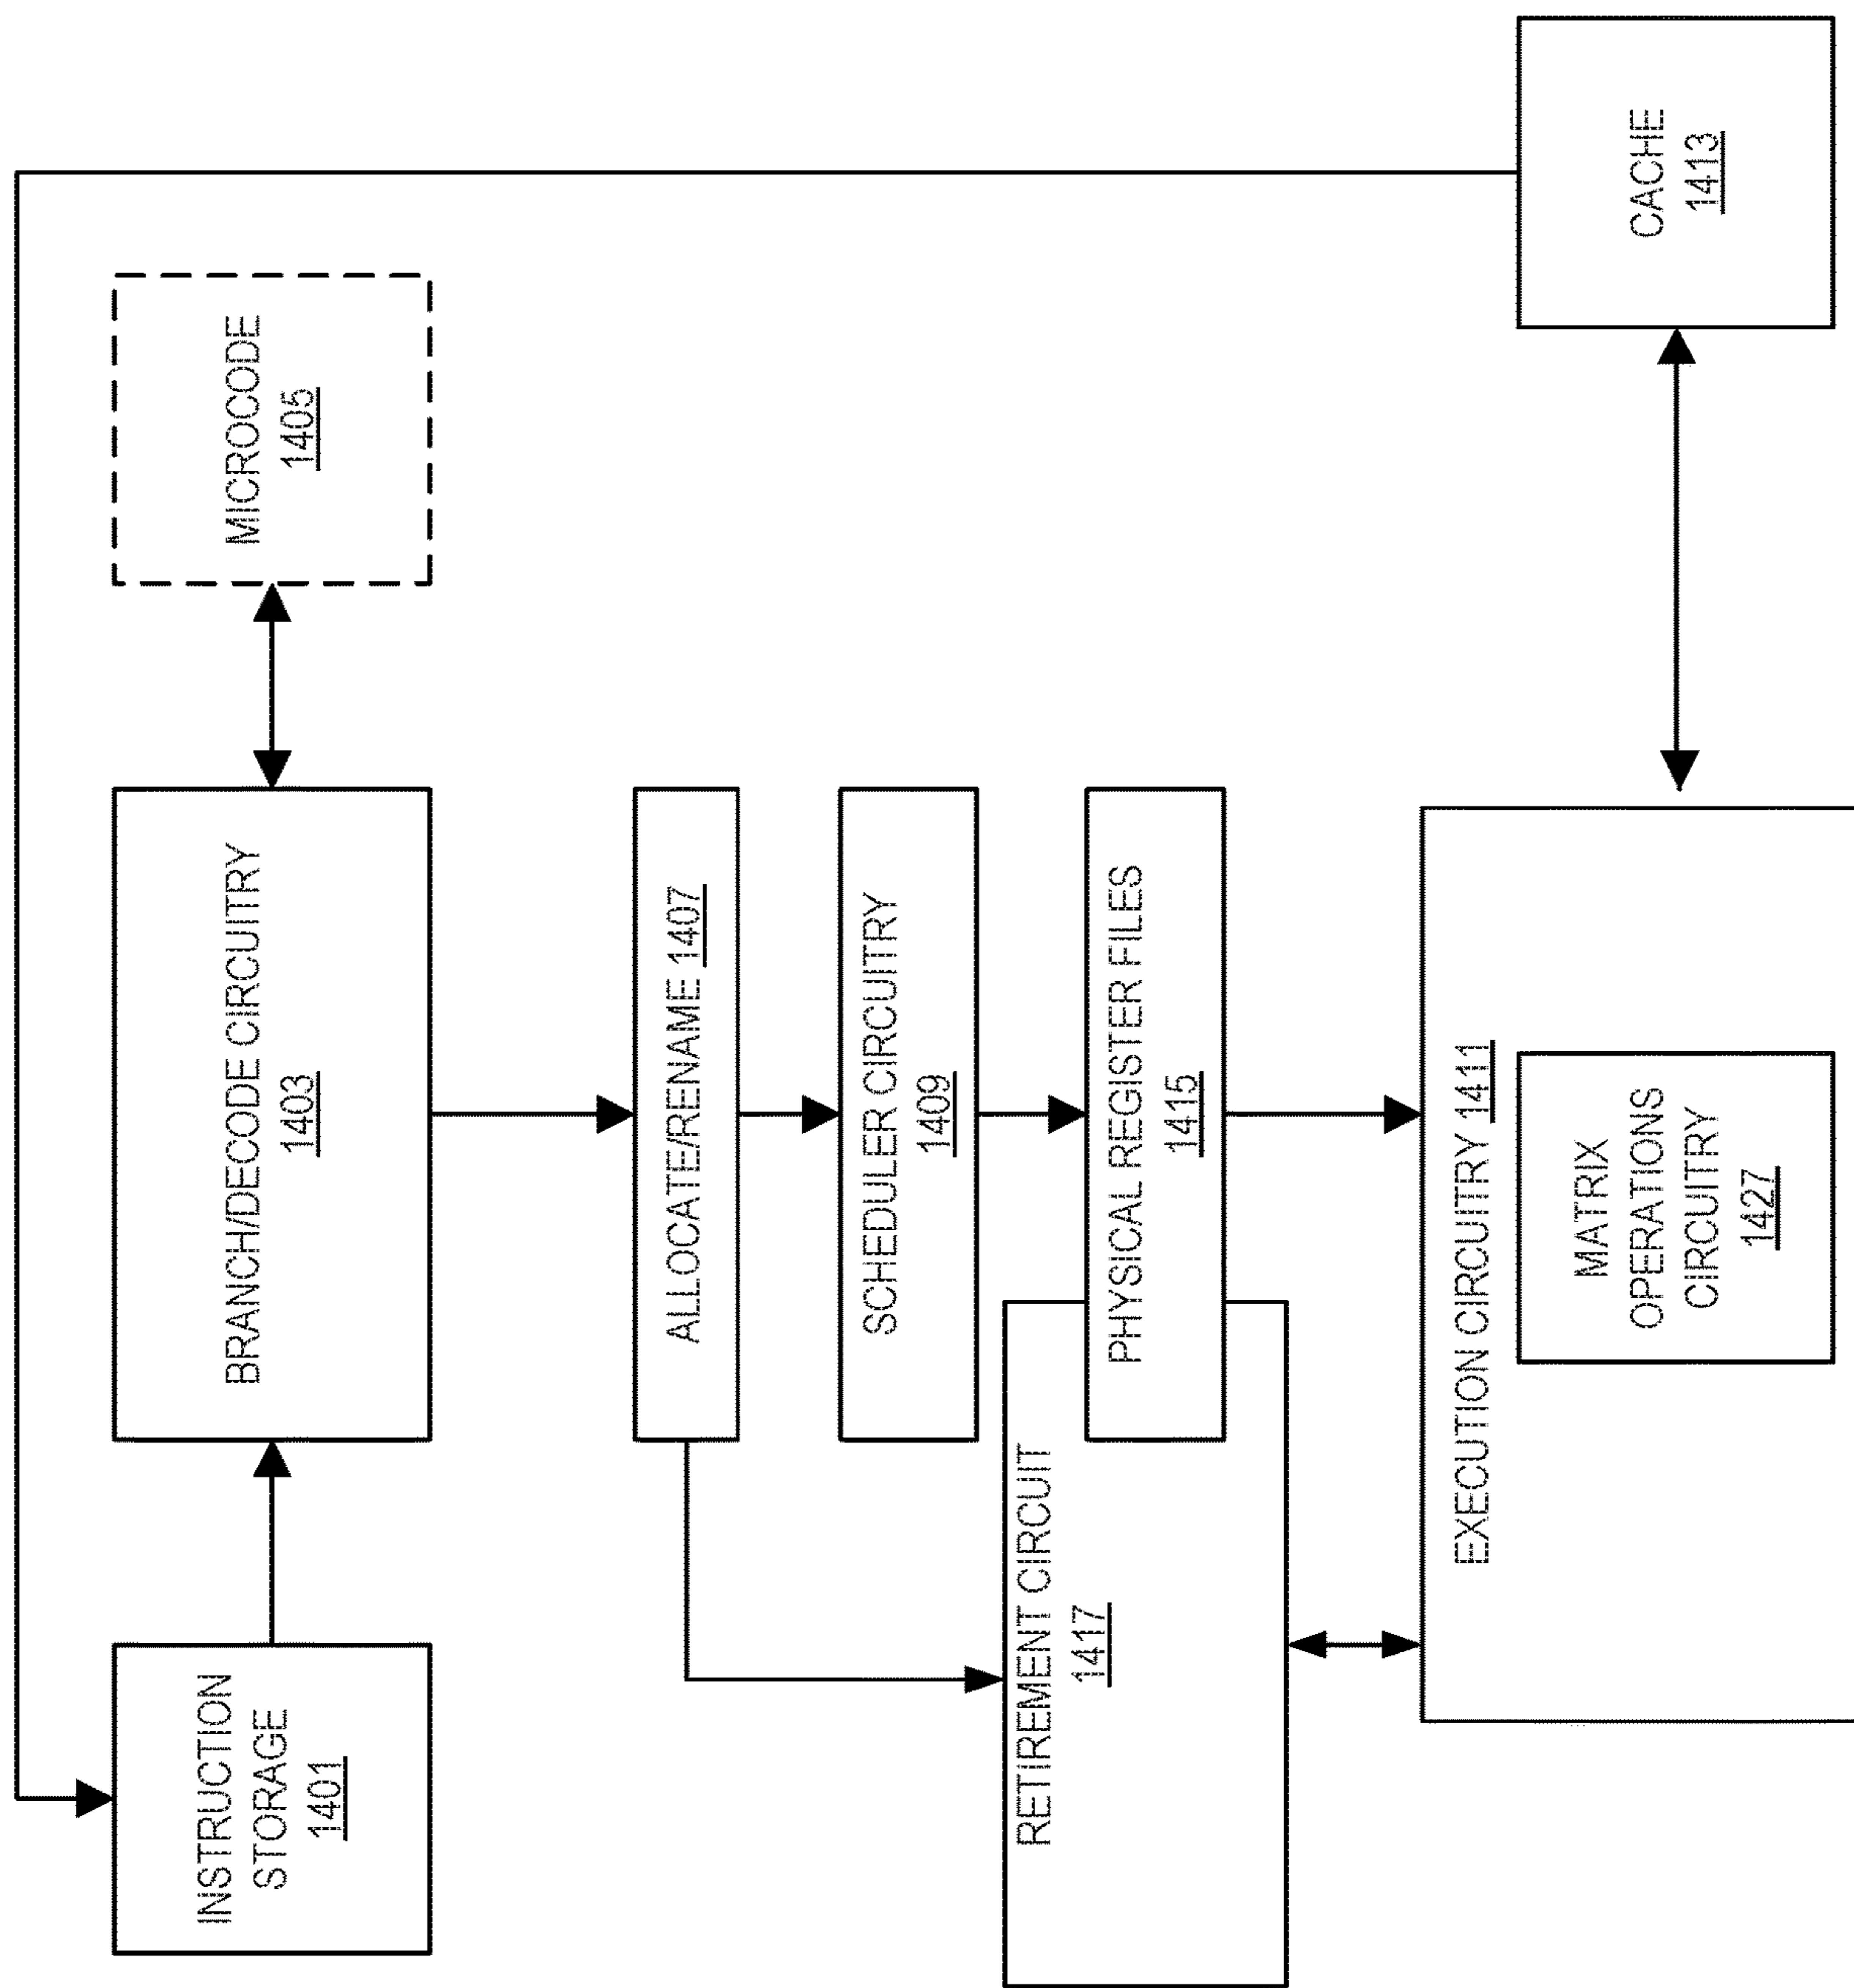 INSTRUCTION
STORAGE
1401
BRANCH/DECODE CIRCUITRY
1403
MICROCODE
1405
ALLOCATE/RENAME 1407
SCHEDULER CIRCUITRY
1409
RETIREMENT CIRCUIT
1417
PHYSICAL REGISTER FILES
1415
EXECUTION CIRCUITRY 1411
MATRIX
OPERATIONS
CIRCUITRY
1427
CACHE
1413